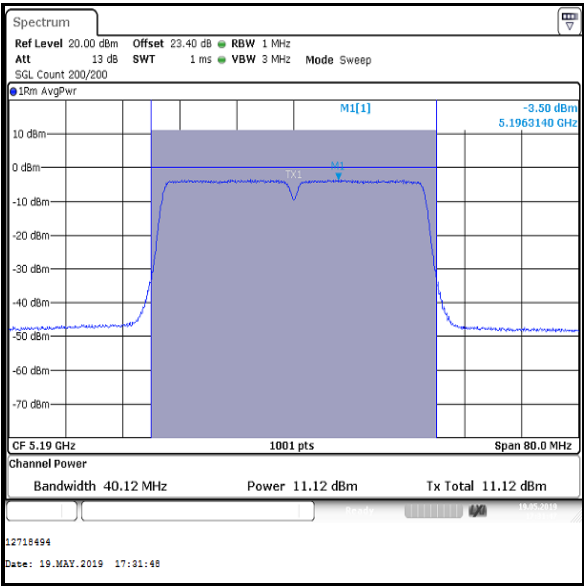 Spectrum
Ref Level 20.00 dBm Offset 23.40 dB RBW 1 MHz
Att 13 dB SWT 1 ms VBW 3 MHz Mode Sweep
SGL Count 200/200
1Rm AvgPwr
M1[1] -3.50 dBm
5.1963140 GHz
10 dBm
0 dBm
TX1 M1
-10 dBm
-20 dBm
-30 dBm
-40 dBm
-50 dBm
-60 dBm
-70 dBm
CF 5.19 GHz 1001 pts Span 80.0 MHz
Channel Power
Bandwidth 40.12 MHz Power 11.12 dBm Tx Total 11.12 dBm
Ready 19.05.2019
12718494
Date: 19.MAY.2019 17:31:48